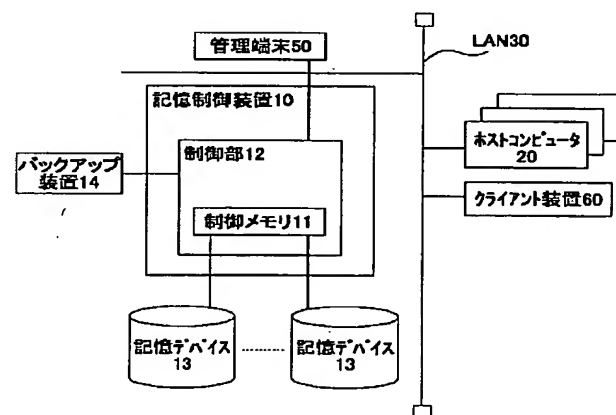 管理端末50
LAN30
記憶制御装置10
ホストコンピュータ
20
制御部12
バックアップ
装置14
クライアント装置60
制御メモリ11
記憶デバイス
13
記憶デバイス
13